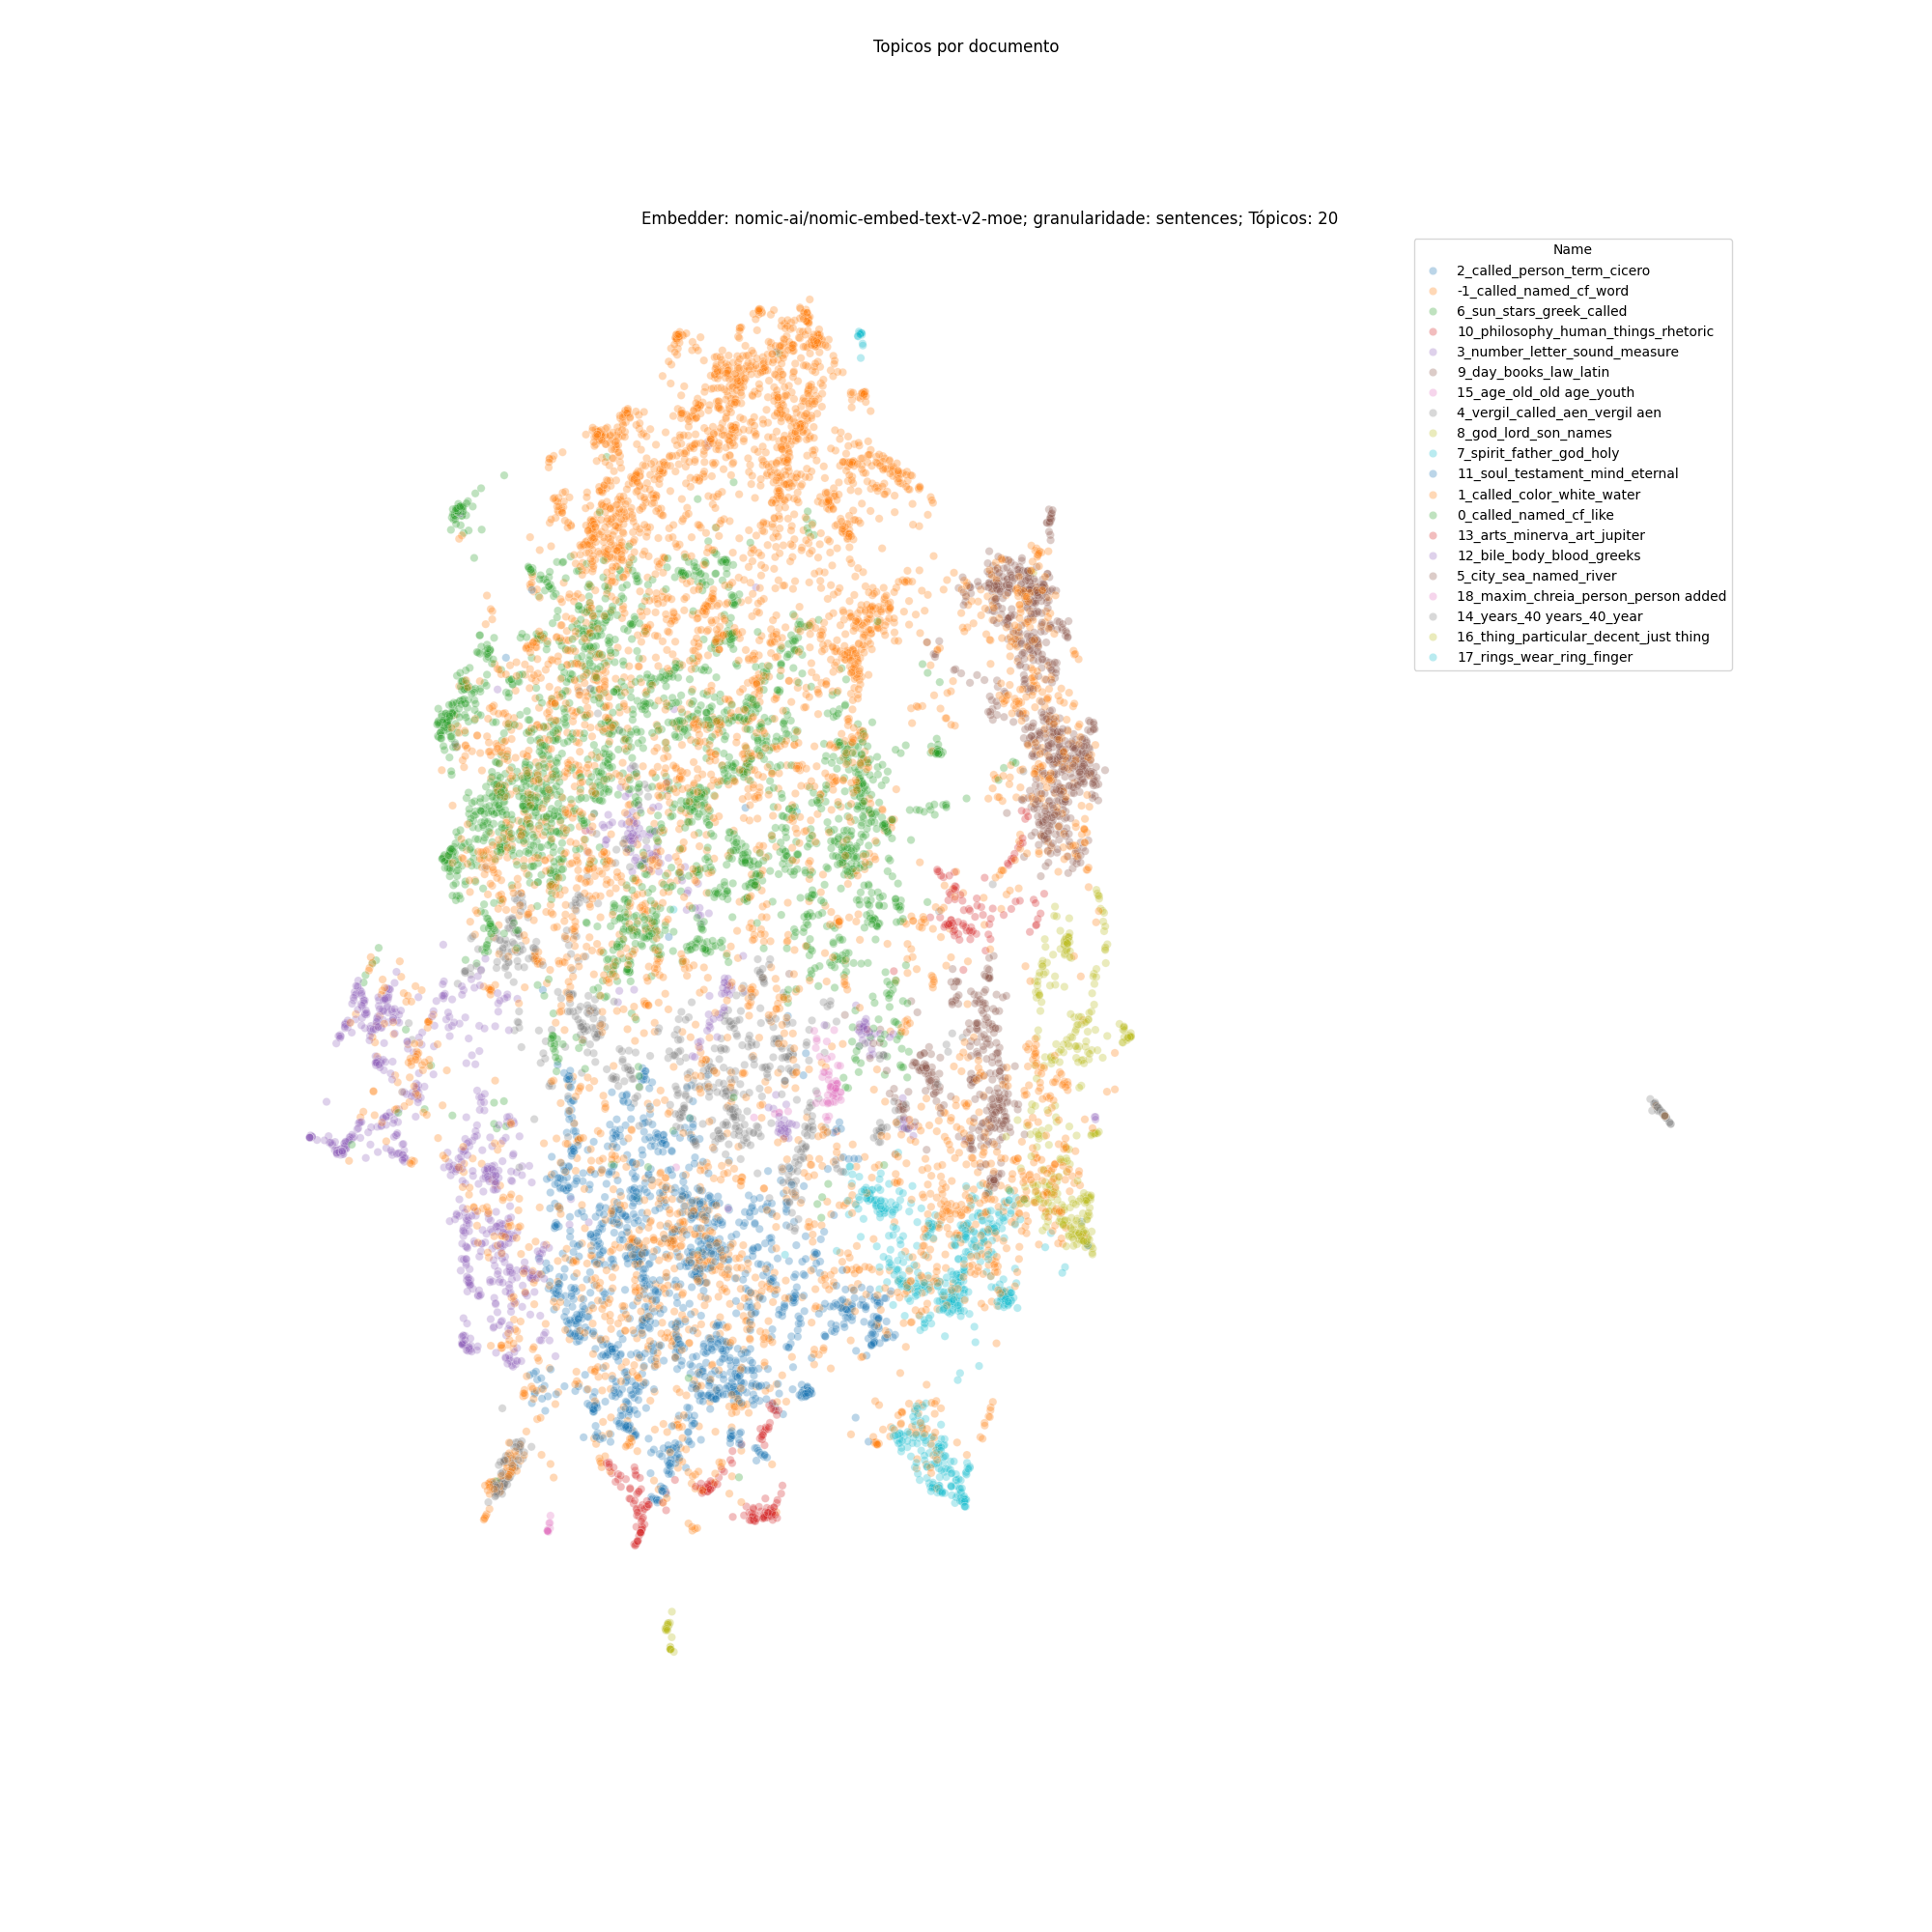 Topicos por documento
Embedder: nomic-ai/nomic-embed-text-v2-moe; granularidade: sentences; Tópicos: 20
Name
2_called_person_term_cicero
-1_called_named_cf_word
6_sun_stars_greek_called
10_philosophy_human_things_rhetoric
3_number_letter_sound_measure
9_day_books_law_latin
15_age_old_old age_youth
4_vergil_called_aen_vergil aen
8_god_lord_son_names
7_spirit_father_god_holy
11_soul_testament_mind_eternal
1_called_color_white_water
0_called_named_cf_like
13_arts_minerva_art_jupiter
12_bile_body_blood_greeks
5_city_sea_named_river
18_maxim_chreia_person_person added
14_years_40 years_40_year
16_thing_particular_decent_just thing
17_rings_wear_ring_finger